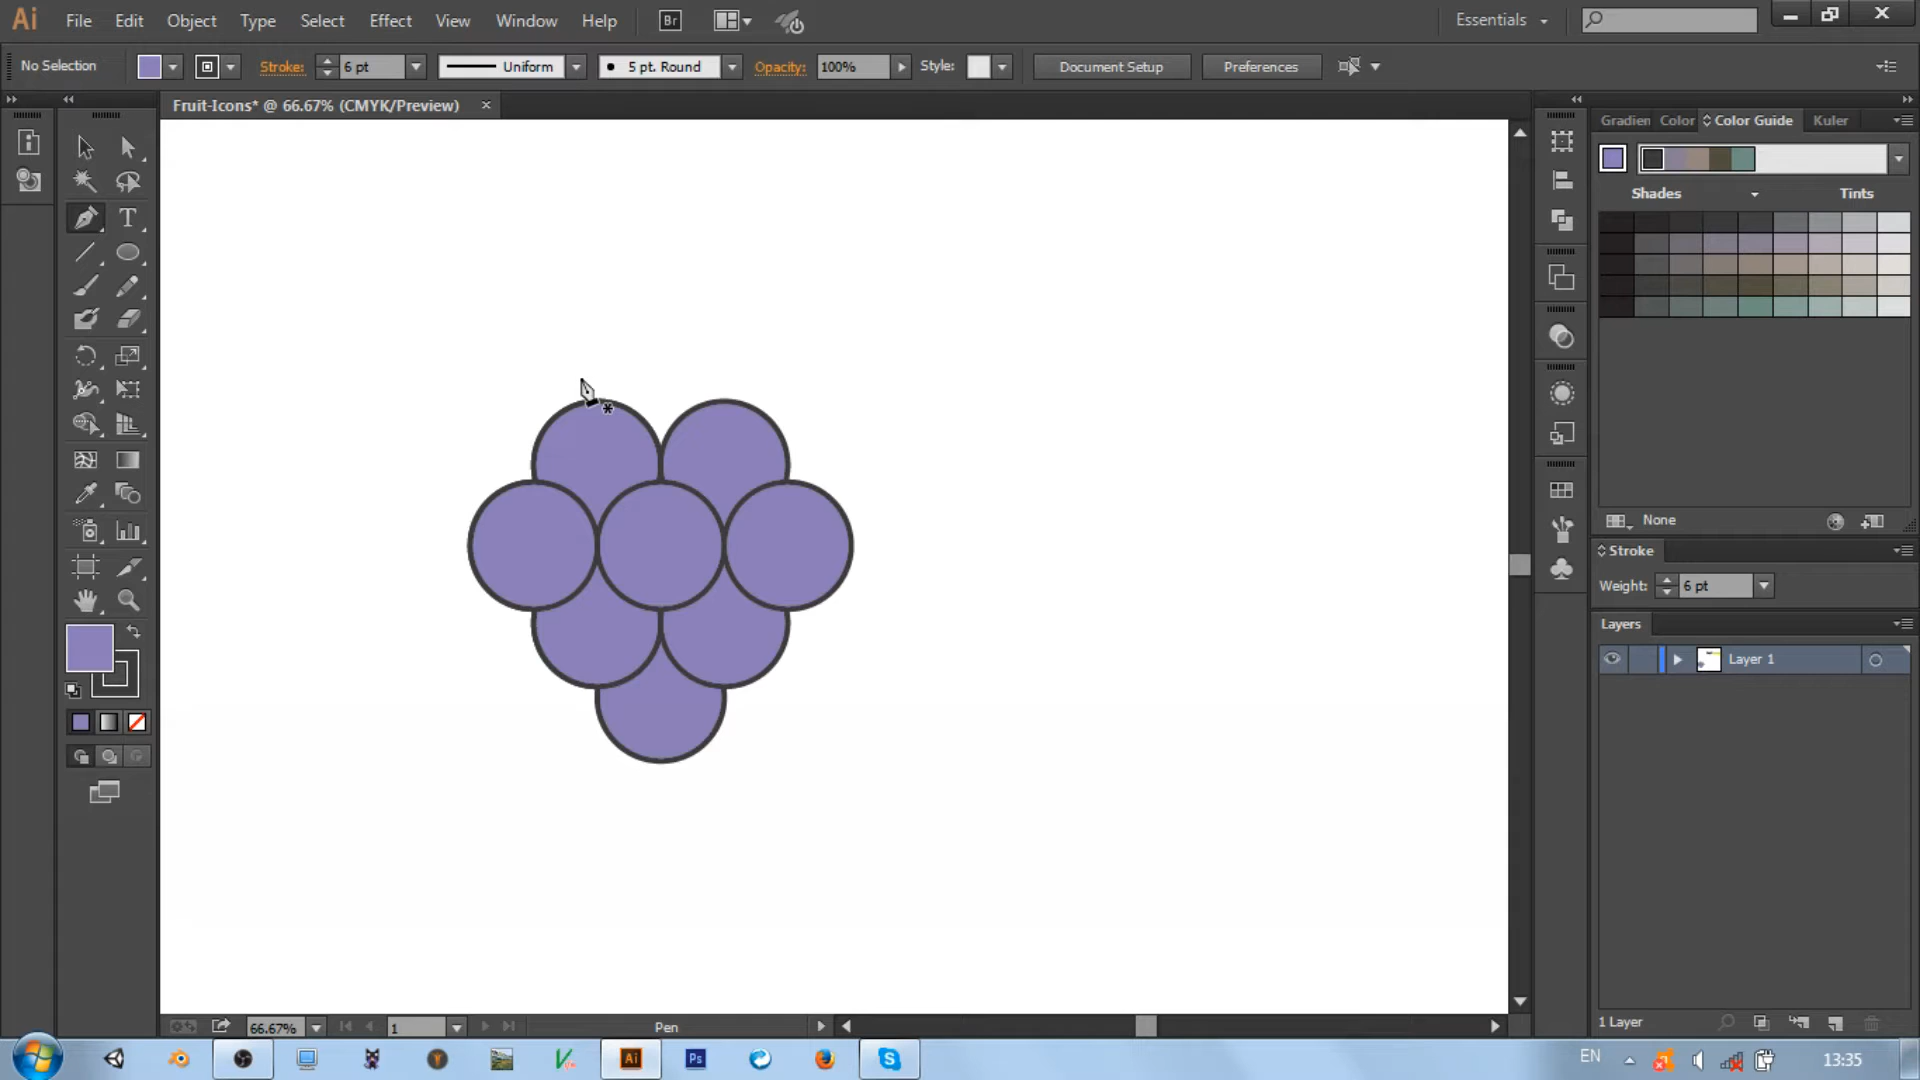 Ai File Edit Object Type Select Effect View Window Help Br Essentials
No Selection Stroke: 6 pt Uniform 5 pt. Round Opacity: 100% Style: Document Setup Preferences
Fruit-Icons* @ 66.67% (CMYK/Preview)
Gradien Color Color Guide Kuler
Shades Tints
None
Stroke
Weight: 6 pt
Layers
Layer 1
1 Layer
66.67% 1 Pen
Ai Ps EN 13:35